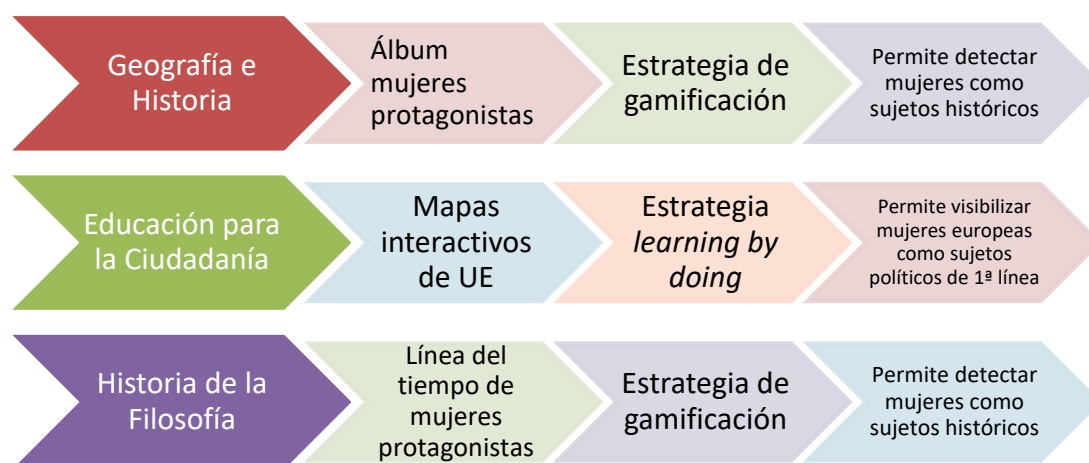 Geografía e
Historia
Álbum
mujeres
protagonistas
Estrategia de
gamificación
Permite detectar
mujeres como
sujetos históricos
Educación para
la Ciudadanía
Mapas
interactivos
de UE
Estrategia
learning by
doing
Permite visibilizar
mujeres europeas
como sujetos
políticos de 1ª línea
Historia de la
Filosofía
Línea del
tiempo de
mujeres
protagonistas
Estrategia de
gamificación
Permite detectar
mujeres como
sujetos históricos